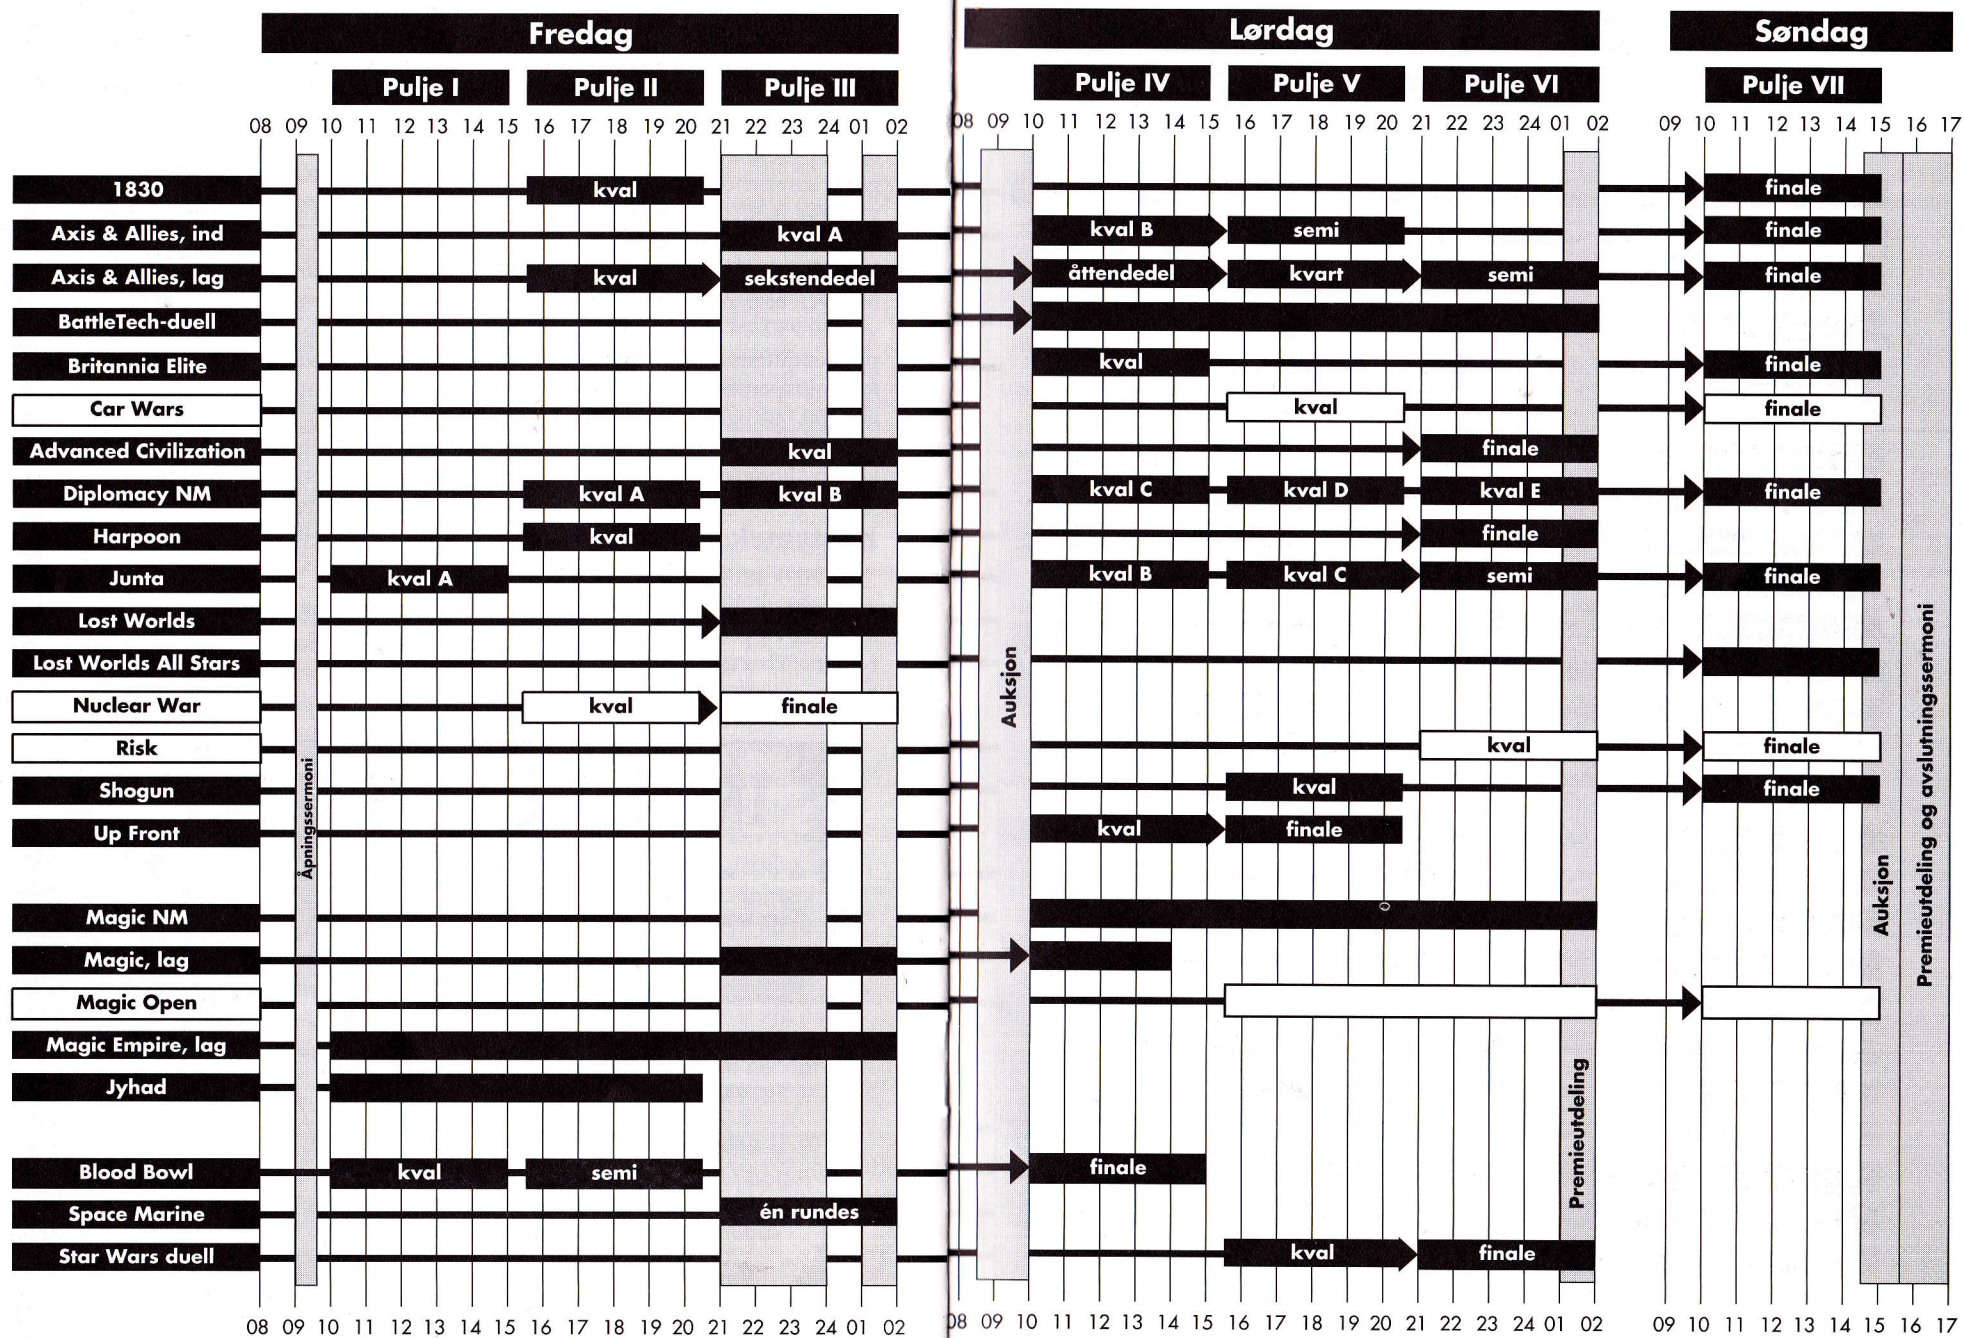 Fredag Lørdag Søndag
Pulje I Pulje II Pulje III Pulje IV Pulje V Pulje VI Pulje VII
08 09 10 11 12 13 14 15 16 17 18 19 20 21 22 23 24 01 02 08 09 10 11 12 13 14 15 16 17 18 19 20 21 22 23 24 01 02 09 10 11 12 13 14 15 16 17
1830 kval finale
Axis & Allies, ind kval A kval B semi finale
Axis & Allies, lag kval sekstendedel åttendedel kvart semi finale
BattleTech-duell
Britannia Elite kval finale
Car Wars kval finale
Advanced Civilization kval finale
Diplomacy NM kval A kval B kval C kval D kval E finale
Harpoon kval finale
Junta kval A kval B kval C semi finale
Lost Worlds
Lost Worlds All Stars
Nuclear War kval finale
Risk kval finale
Shogun kval finale
Up Front kval finale
Magic NM
Magic, lag
Magic Open
Magic Empire, lag
Jyhad
Blood Bowl kval semi finale
Space Marine én rundes
Star Wars duell kval finale
Åpningssermoni
Auksjon
Premieutdeling
Auksjon
Premieutdeling og avslutningssermoni
08 09 10 11 12 13 14 15 16 17 18 19 20 21 22 23 24 01 02 08 09 10 11 12 13 14 15 16 17 18 19 20 21 22 23 24 01 02 09 10 11 12 13 14 15 16 17